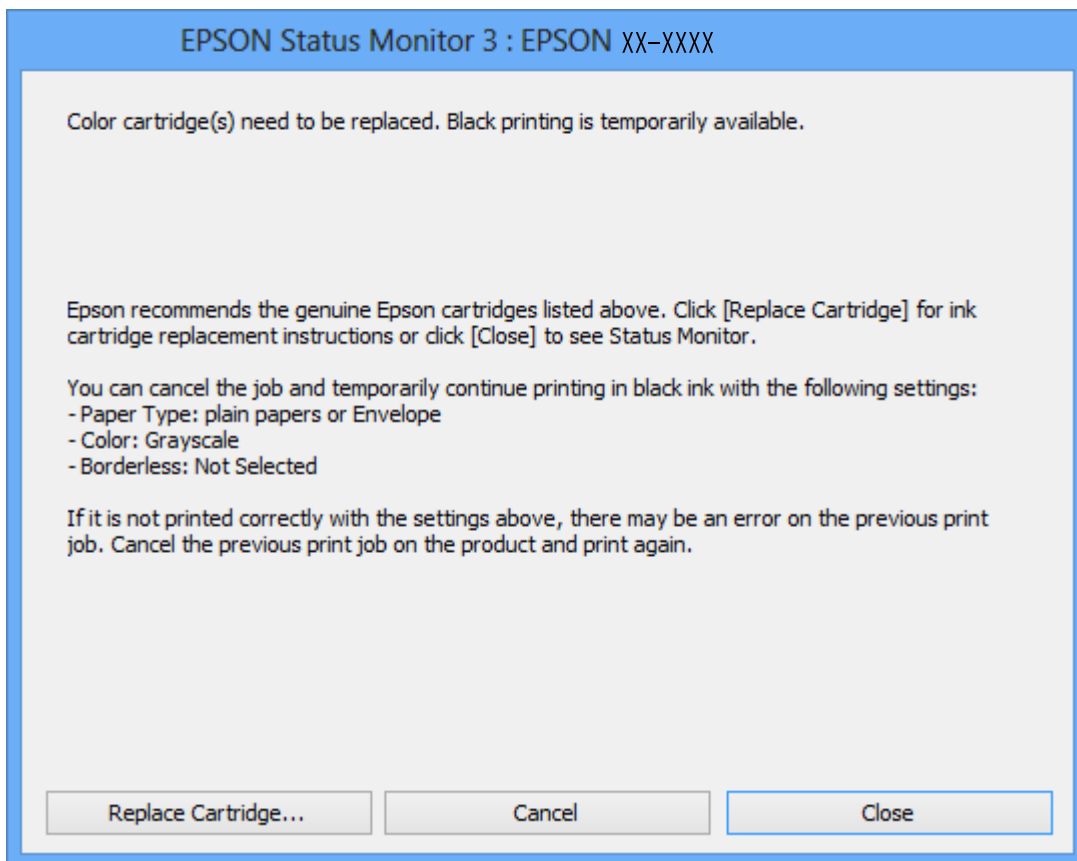 EPSON Status Monitor 3 : EPSON XX-XXXX
Color cartridge(s) need to be replaced. Black printing is temporarily available.
Epson recommends the genuine Epson cartridges listed above. Click [Replace Cartridge] for ink
cartridge replacement instructions or click [Close] to see Status Monitor.
You can cancel the job and temporarily continue printing in black ink with the following settings:
- Paper Type: plain papers or Envelope
- Color: Grayscale
- Borderless: Not Selected
If it is not printed correctly with the settings above, there may be an error on the previous print
job. Cancel the previous print job on the product and print again.
Replace Cartridge...
Cancel
Close